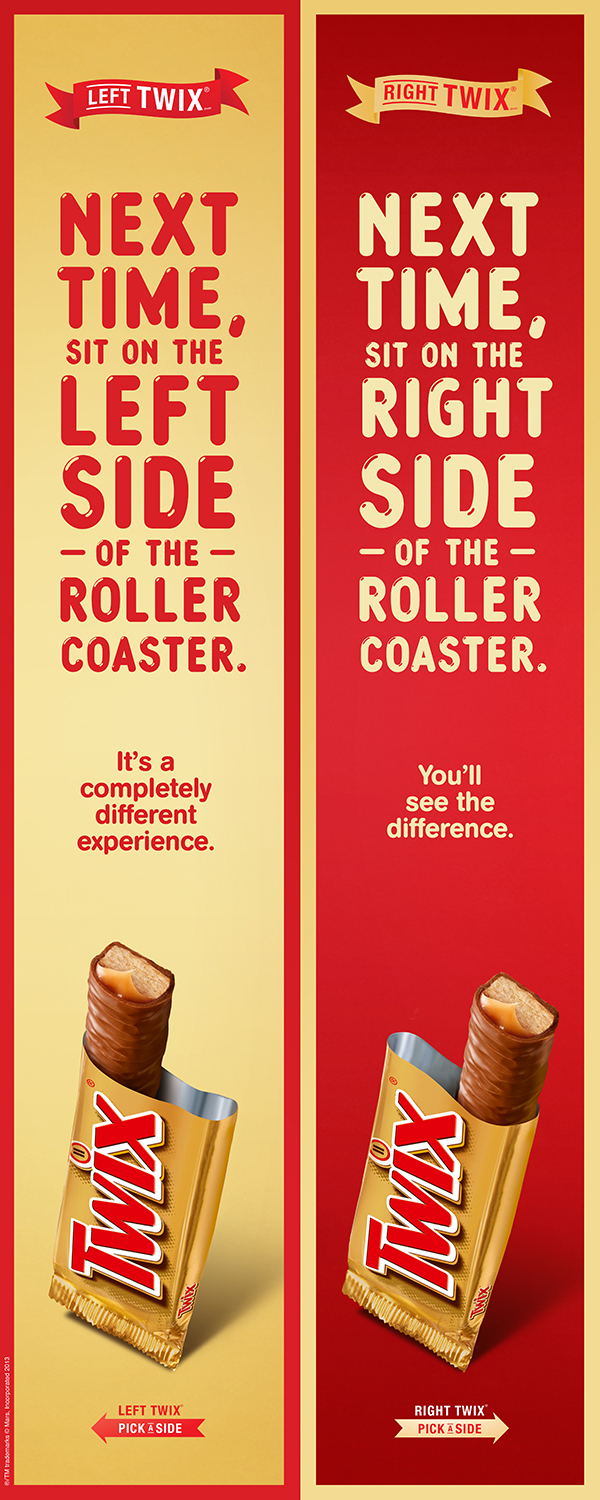 LEFT TWIX®
NEXT
TIME,
SIT ON THE
LEFT
SIDE
– OF THE –
ROLLER
COASTER.
It's a
completely
different
experience.
TWIX®
TWIX
LEFT TWIX
PICK A SIDE
®/TM trademarks © Mars, Incorporated 2013
RIGHT TWIX®
NEXT
TIME,
SIT ON THE
RIGHT
SIDE
– OF THE –
ROLLER
COASTER.
You'll
see the
difference.
TWIX®
TWIX
RIGHT TWIX
PICK A SIDE